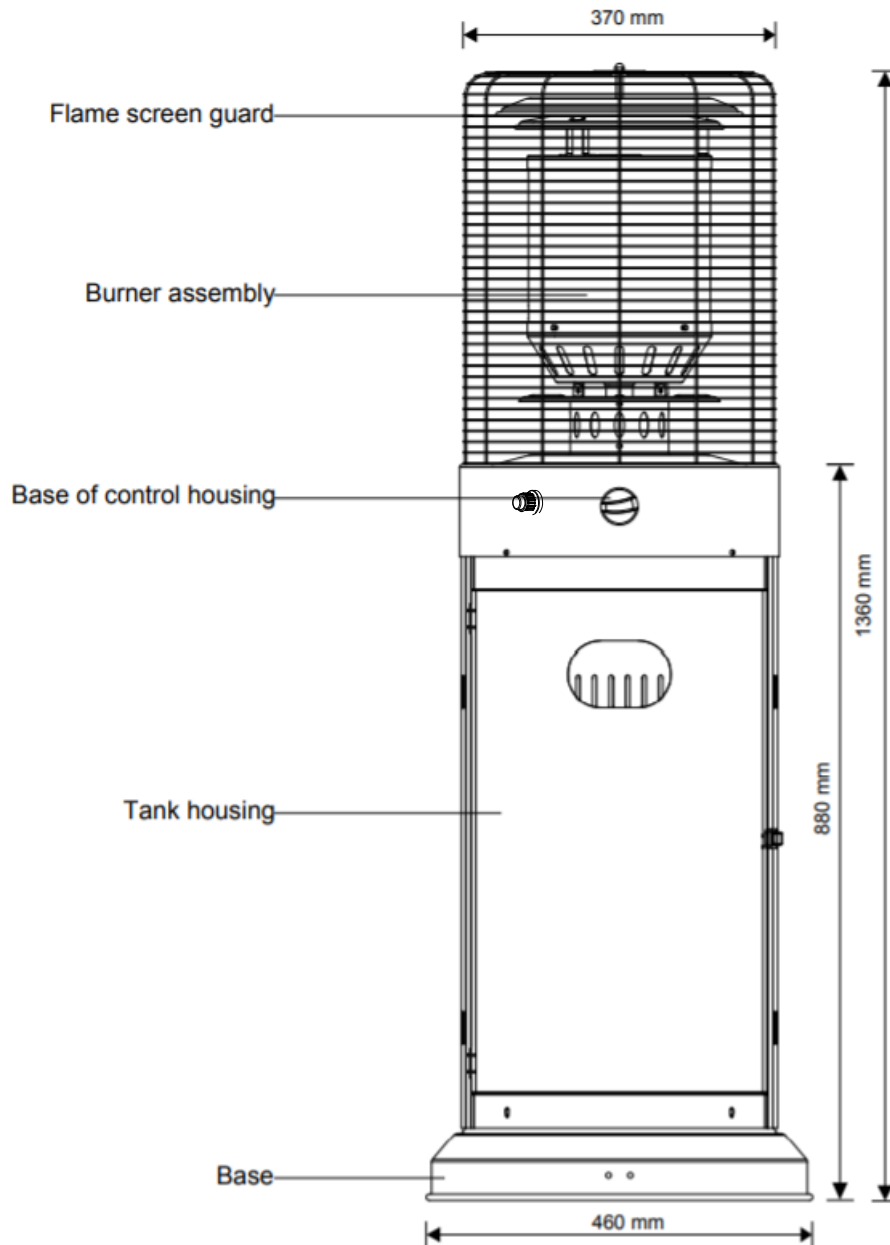 370 mm
Flame screen guard
Burner assembly
Base of control housing
1360 mm
880 mm
Tank housing
Base
460 mm